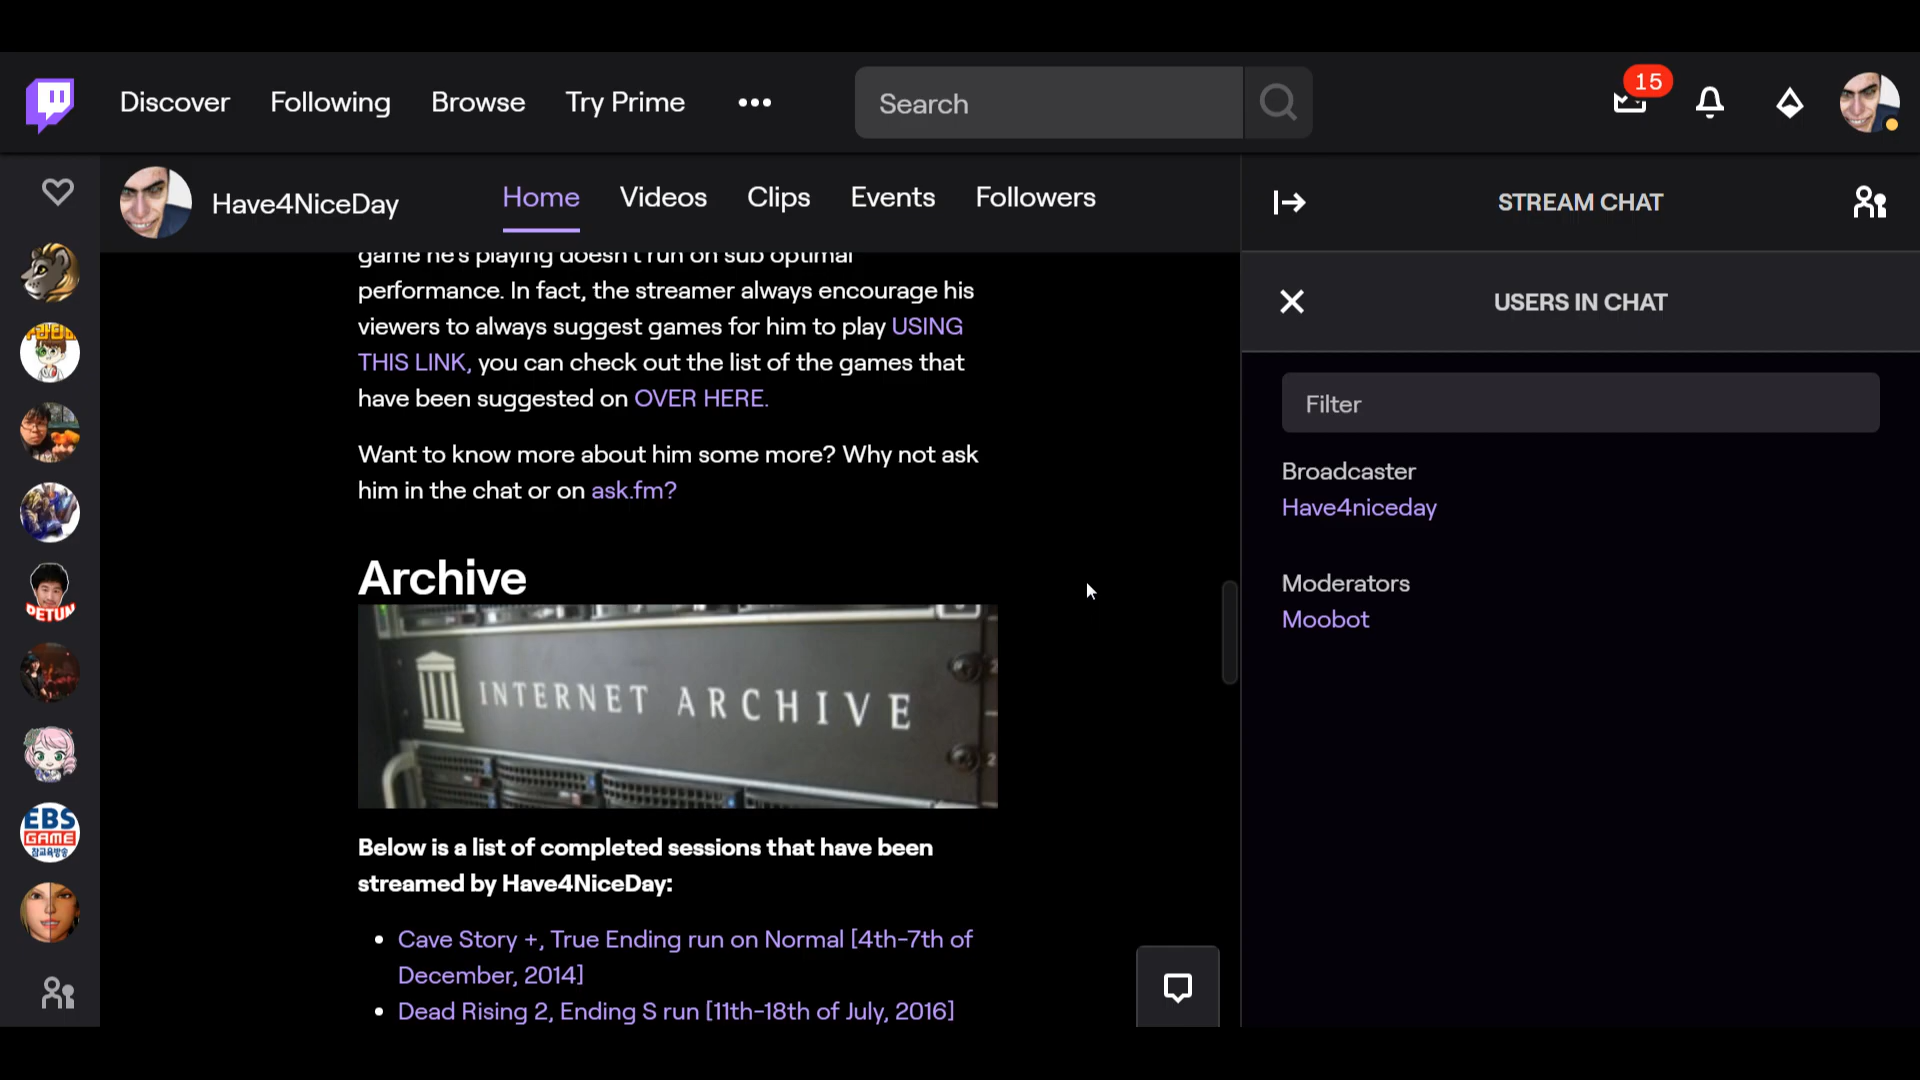 Discover
Following
Browse
Try Prime
Search
15
Have4NiceDay
Home
Videos
Clips
Events
Followers
game he's playing doesn't run on sub optimal
performance. In fact, the streamer always encourage his
viewers to always suggest games for him to play USING
THIS LINK, you can check out the list of the games that
have been suggested on OVER HERE.
Want to know more about him some more? Why not ask
him in the chat or on ask.fm?
Archive
INTERNET ARCHIVE
Below is a list of completed sessions that have been
streamed by Have4NiceDay:
Cave Story +, True Ending run on Normal [4th-7th of
December, 2014]
Dead Rising 2, Ending S run [11th-18th of July, 2016]
STREAM CHAT
USERS IN CHAT
Filter
Broadcaster
Have4niceday
Moderators
Moobot
EBS
GAME
참교육방송